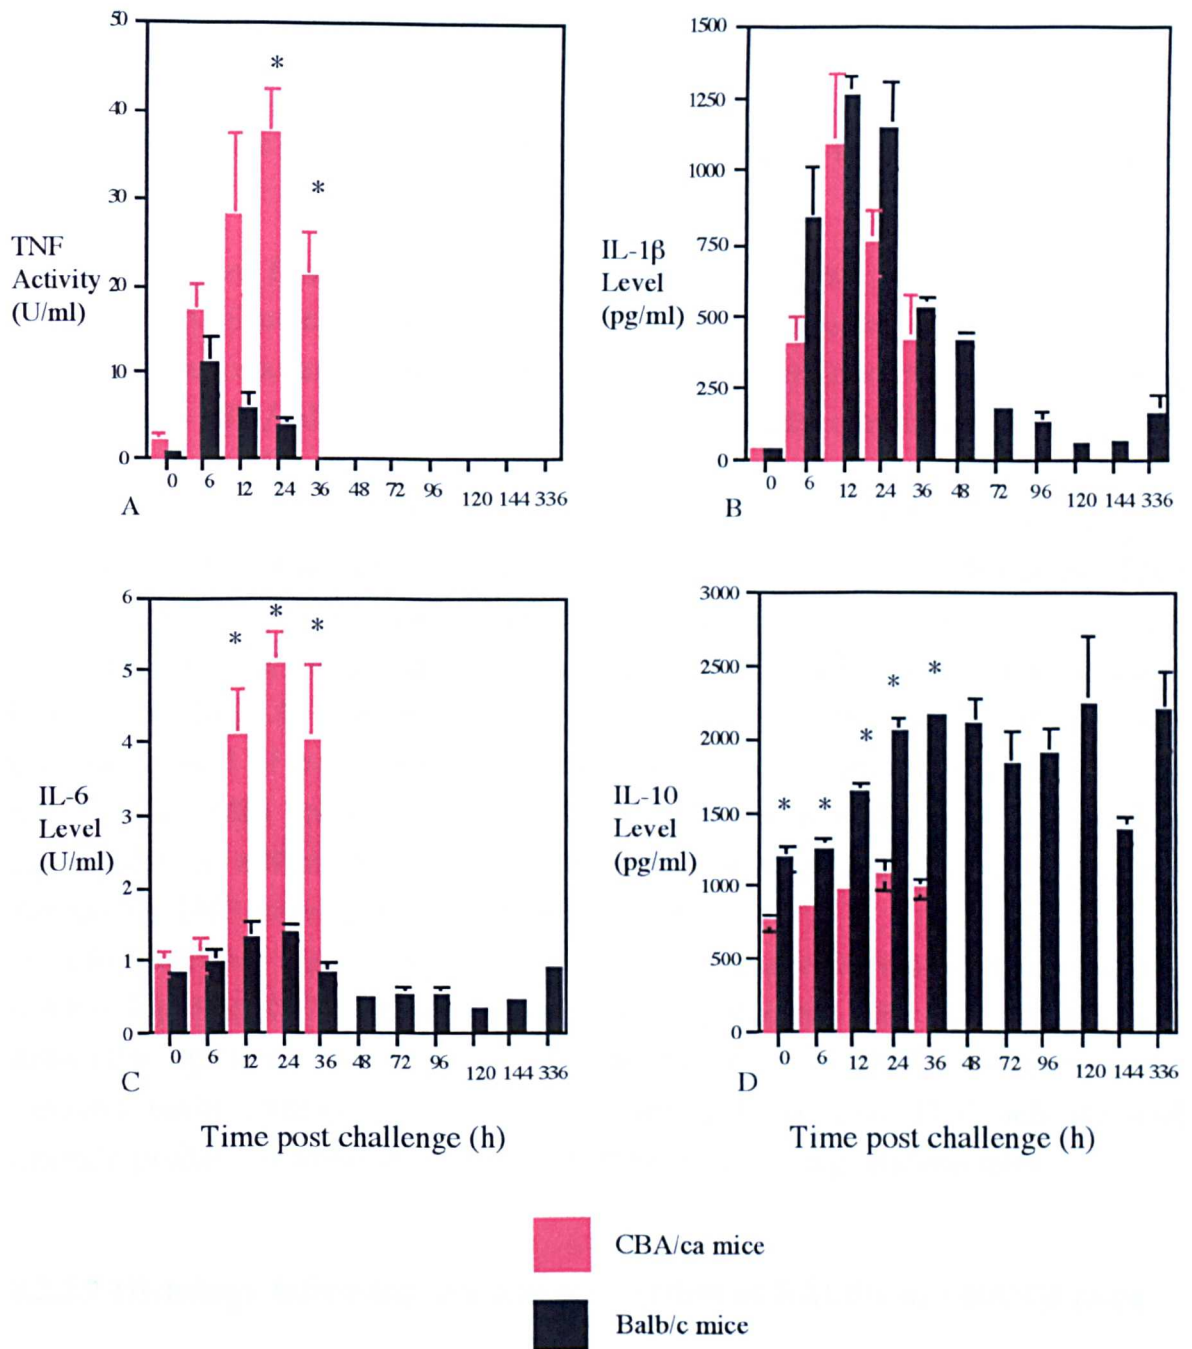 50
40
30
20
10
0
TNF
Activity
(U/ml)
*
*
0 6 12 24 36 48 72 96 120 144 336
A
1500
1250
1000
750
500
250
0
IL-1β
Level
(pg/ml)
0 6 12 24 36 48 72 96 120 144 336
B
6
5
4
3
2
1
0
IL-6
Level
(U/ml)
* * *
0 6 12 24 36 48 72 96 120 144 336
C
Time post challenge (h)
3000
2500
2000
1500
1000
500
0
IL-10
Level
(pg/ml)
* * * * *
0 6 12 24 36 48 72 96 120 144 336
D
Time post challenge (h)
CBA/ca mice
Balb/c mice